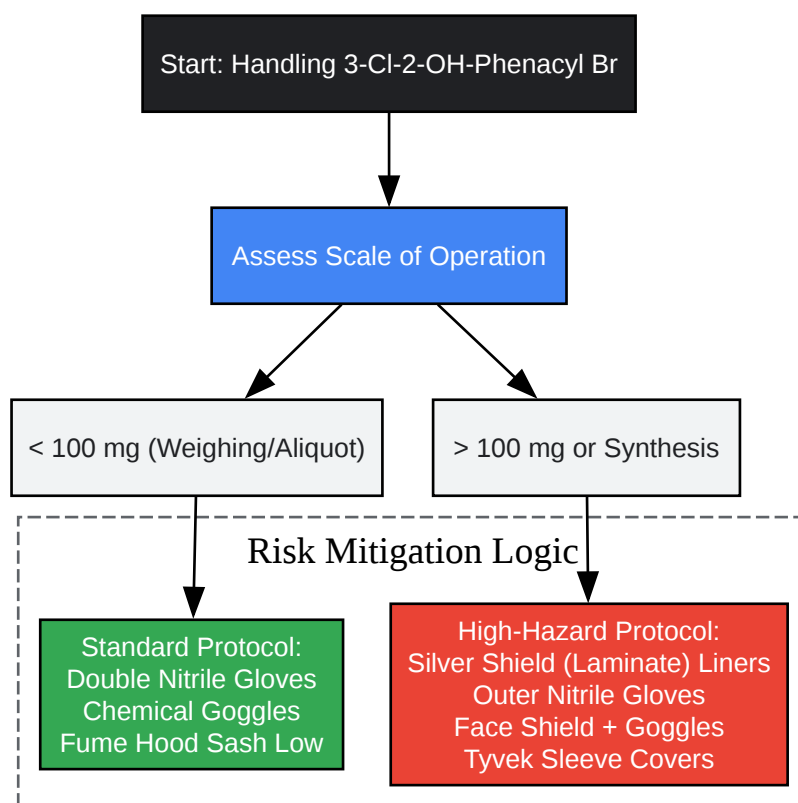 Start: Handling 3-Cl-2-OH-Phenacyl Br
Assess Scale of Operation
< 100 mg (Weighing/Aliquot)
> 100 mg or Synthesis
Risk Mitigation Logic
Standard Protocol:
Double Nitrile Gloves
Chemical Goggles
Fume Hood Sash Low
High-Hazard Protocol:
Silver Shield (Laminate) Liners
Outer Nitrile Gloves
Face Shield + Goggles
Tyvek Sleeve Covers